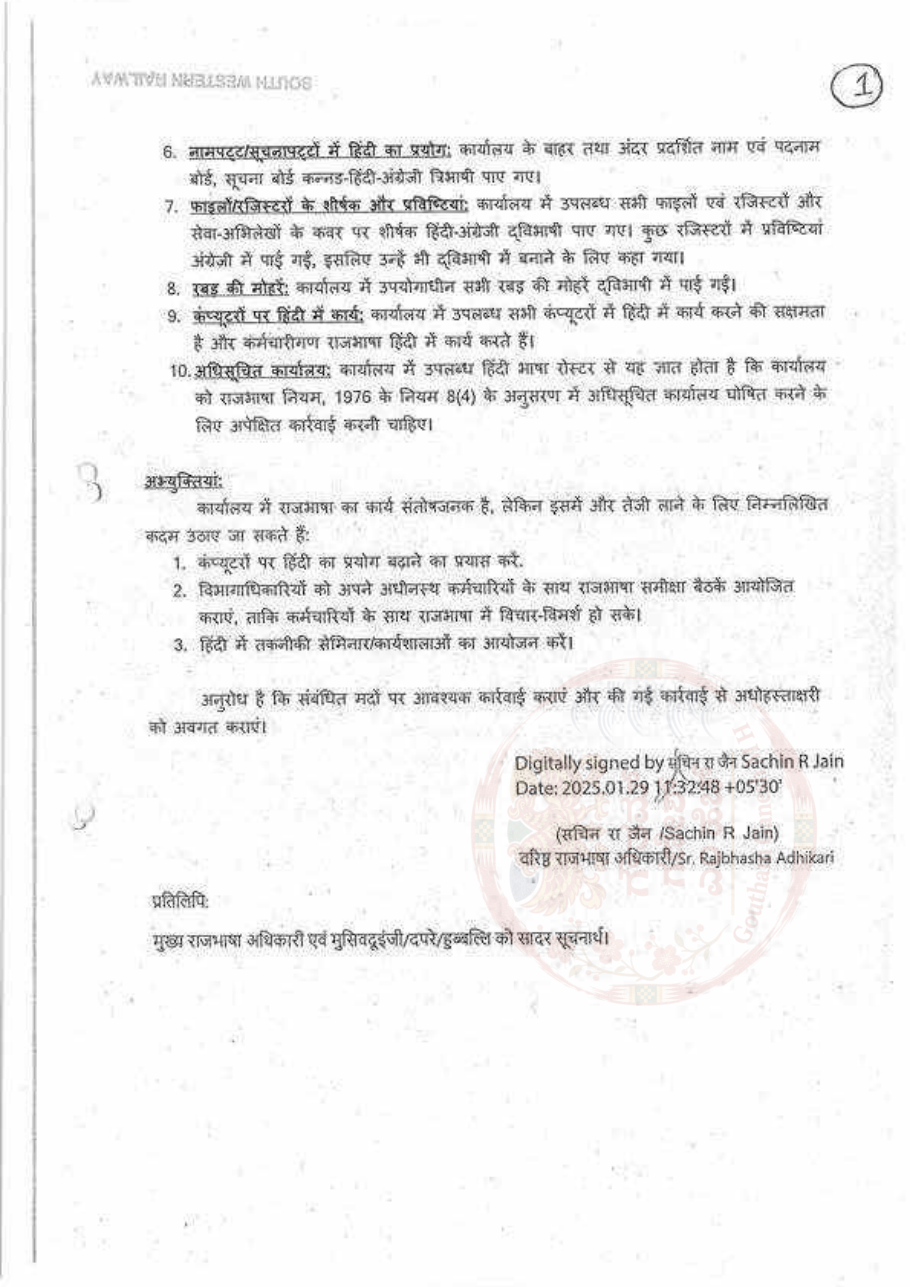 SOUTH WESTERN RAILWAY
1
6. नामपट्ट/सूचनापट्टों में हिंदी का प्रयोग: कार्यालय के बाहर तथा अंदर प्रदर्शित नाम एवं पदनाम
बोर्ड, सूचना बोर्ड कन्नड-हिंदी-अंग्रेजी त्रिभाषी पाए गए।
7. फाइलों/रजिस्टरों के शीर्षक और प्रविष्टियां: कार्यालय में उपलब्ध सभी फाइलों एवं रजिस्टरों और
सेवा-अभिलेखों के कवर पर शीर्षक हिंदी-अंग्रेजी द्विभाषी पाए गए। कुछ रजिस्टरों में प्रविष्टियां
अंग्रेजी में पाई गईं, इसलिए उन्हें भी द्विभाषी में बनाने के लिए कहा गया।
8. रबड़ की मोहरें: कार्यालय में उपयोगाधीन सभी रबड़ की मोहरें द्विभाषी में पाई गईं।
9. कंप्यूटरों पर हिंदी में कार्य: कार्यालय में उपलब्ध सभी कंप्यूटरों में हिंदी में कार्य करने की सक्षमता
है और कर्मचारीगण राजभाषा हिंदी में कार्य करते हैं।
10. अधिसूचित कार्यालय: कार्यालय में उपलब्ध हिंदी भाषा रोस्टर से यह ज्ञात होता है कि कार्यालय
को राजभाषा नियम, 1976 के नियम 8(4) के अनुसरण में अधिसूचित कार्यालय घोषित करने के
लिए अपेक्षित कार्रवाई करनी चाहिए।
अभ्युक्तियां:
कार्यालय में राजभाषा का कार्य संतोषजनक है, लेकिन इसमें और तेजी लाने के लिए निम्नलिखित
कदम उठाए जा सकते हैं:
1. कंप्यूटरों पर हिंदी का प्रयोग बढ़ाने का प्रयास करें.
2. विभागाधिकारियों को अपने अधीनस्थ कर्मचारियों के साथ राजभाषा समीक्षा बैठकें आयोजित
कराएं, ताकि कर्मचारियों के साथ राजभाषा में विचार-विमर्श हो सके।
3. हिंदी में तकनीकी सेमिनार/कार्यशालाओं का आयोजन करें।
अनुरोध है कि संबंधित मदों पर आवश्यक कार्रवाई कराएं और की गई कार्रवाई से अधोहस्ताक्षरी
को अवगत कराएं।
Digitally signed by सचिन रा जैन Sachin R Jain
Date: 2025.01.29 11:32:48 +05'30'
(सचिन रा जैन /Sachin R Jain)
वरिष्ठ राजभाषा अधिकारी/Sr. Rajbhasha Adhikari
प्रतिलिपि:
मुख्य राजभाषा अधिकारी एवं मुसिवदूइंजी/दपरे/हुब्बल्लि को सादर सूचनार्थ।